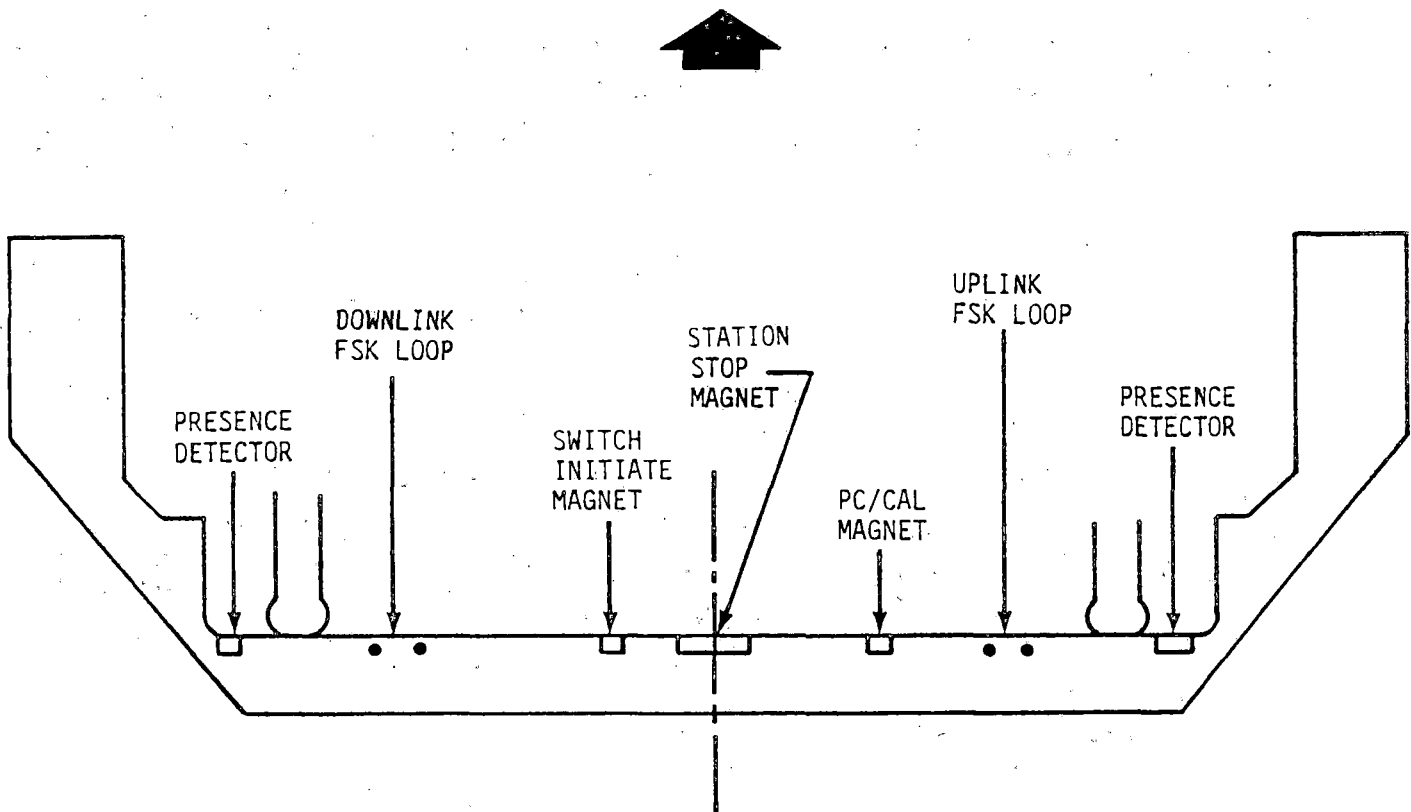 DOWNLINK
FSK LOOP
UPLINK
FSK LOOP
STATION
STOP
MAGNET
PRESENCE
DETECTOR
SWITCH
INITIATE
MAGNET
PC/CAL
MAGNET
PRESENCE
DETECTOR